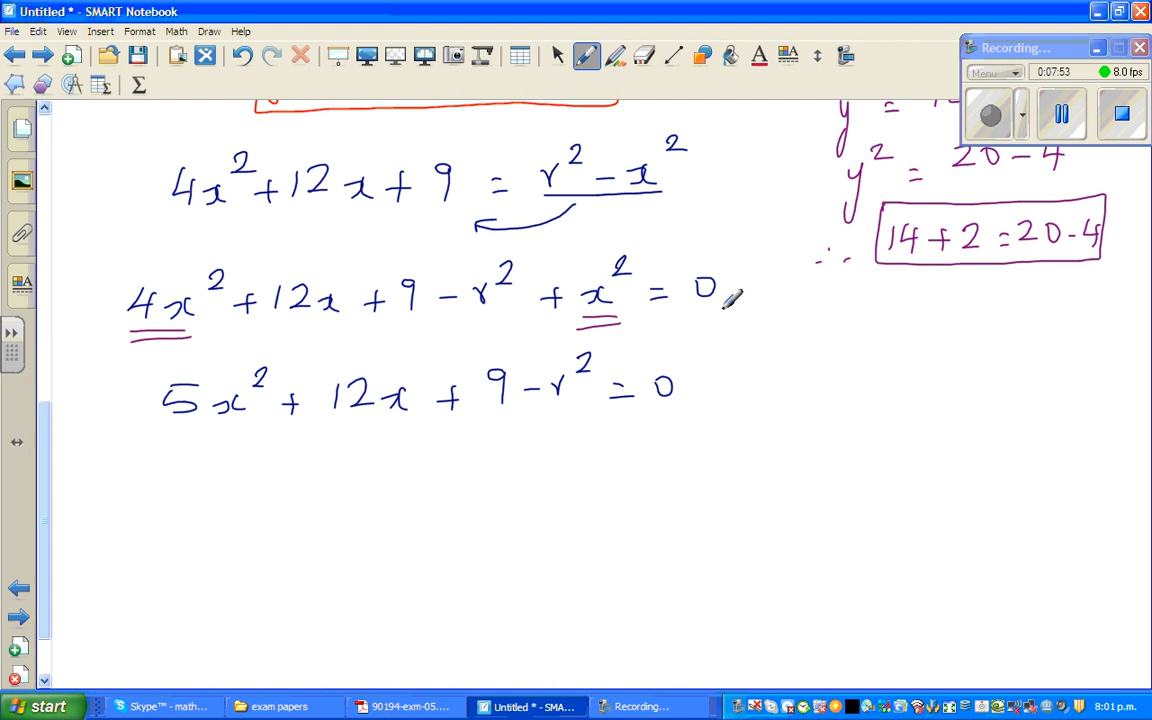 Untitled * - SMART Notebook
File Edit View Insert Format Math Draw Help
Recording...
Menu 0:07:53 8.0 fps
4x² + 12x + 9 = r² - x²
y² = 20 - 4
∴ 14 + 2 = 20 - 4
4x² + 12x + 9 - r² + x² = 0
5x² + 12x + 9 - r² = 0
start Skype™ - math... exam papers 90194-exm-05.... Untitled * - SMA... Recording... 8:01 p.m.